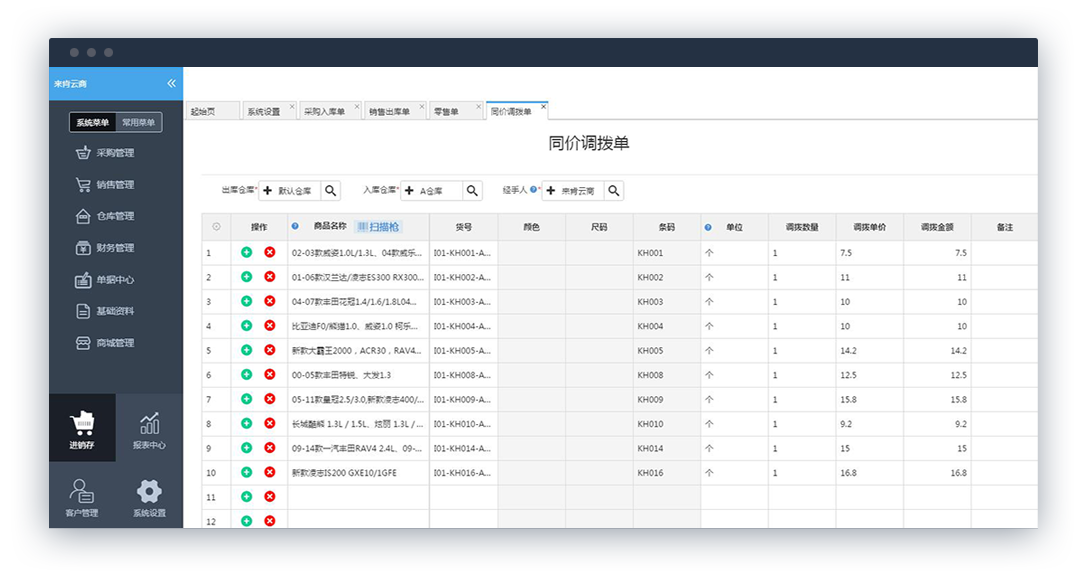 来肯云商
系统菜单 常用菜单
采购管理
销售管理
仓库管理
财务管理
单据中心
基础资料
商城管理
进销存 报表中心
客户管理 系统设置
起始页 系统设置 采购入库单 销售出库单 零售单 同价调拨单
同价调拨单
出库仓库* 默认仓库 入库仓库* A仓库 经手人* 来肯云商
操作 商品名称 扫描枪 货号 颜色 尺码 条码 单位 调拨数量 调拨单价 调拨金额 备注
1 02-03款威姿1.0L/1.3L、04款威乐... I01-KH001-A... KH001 个 1 7.5 7.5
2 01-06款汉兰达/凌志ES300 RX300... I01-KH002-A... KH002 个 1 11 11
3 04-07款丰田花冠1.4/1.6/1.8L04... I01-KH003-A... KH003 个 1 10 10
4 比亚迪F0/熊猫1.0、威姿1.0 柯乐... I01-KH004-A... KH004 个 1 10 10
5 新款大霸王2000，ACR30，RAV4... I01-KH005-A... KH005 个 1 14.2 14.2
6 00-05款丰田特锐、大发1.3 I01-KH008-A... KH008 个 1 12.5 12.5
7 05-11款皇冠2.5/3.0,新款凌志400/... I01-KH009-A... KH009 个 1 15.8 15.8
8 长城酷熊 1.3L / 1.5L、炫丽 1.3L /... I01-KH010-A... KH010 个 1 9.2 9.2
9 09-14款一汽丰田RAV4 2.4L、09-... I01-KH014-A... KH014 个 1 15 15
10 新款凌志IS200 GXE10/1GFE I01-KH016-A... KH016 个 1 16.8 16.8
11
12